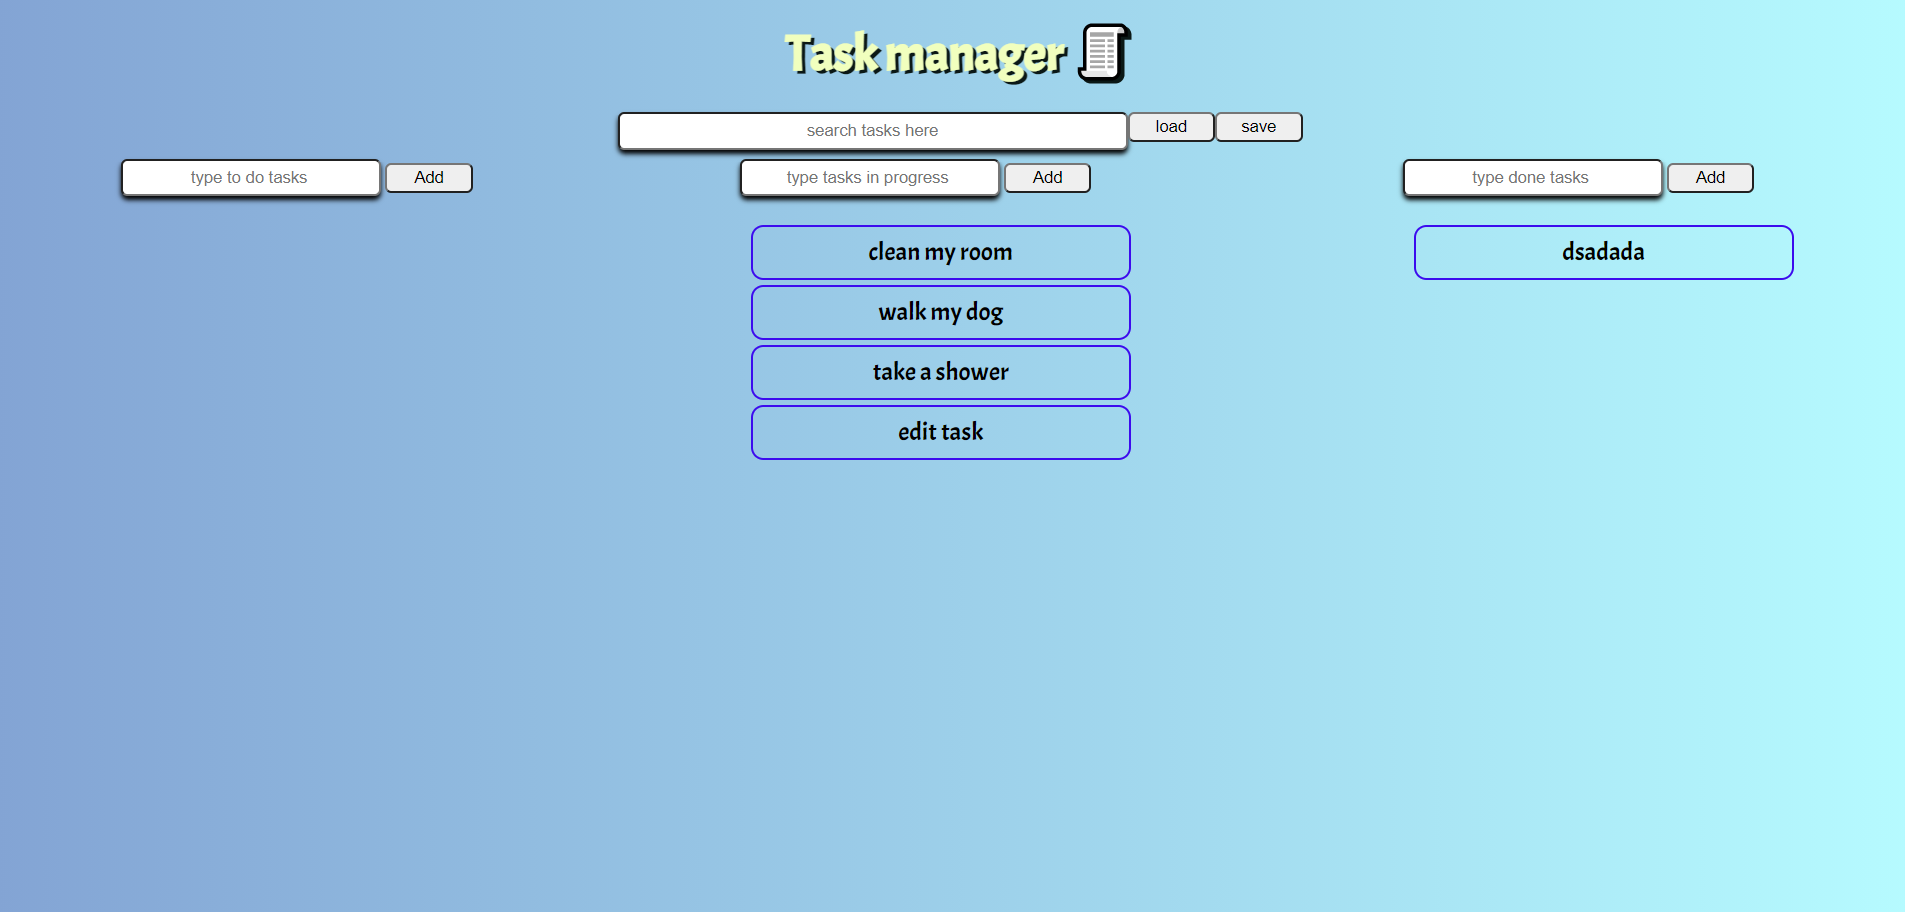 Task manager
search tasks here load save
type to do tasks Add type tasks in progress Add type done tasks Add
clean my room dsadada
walk my dog
take a shower
edit task